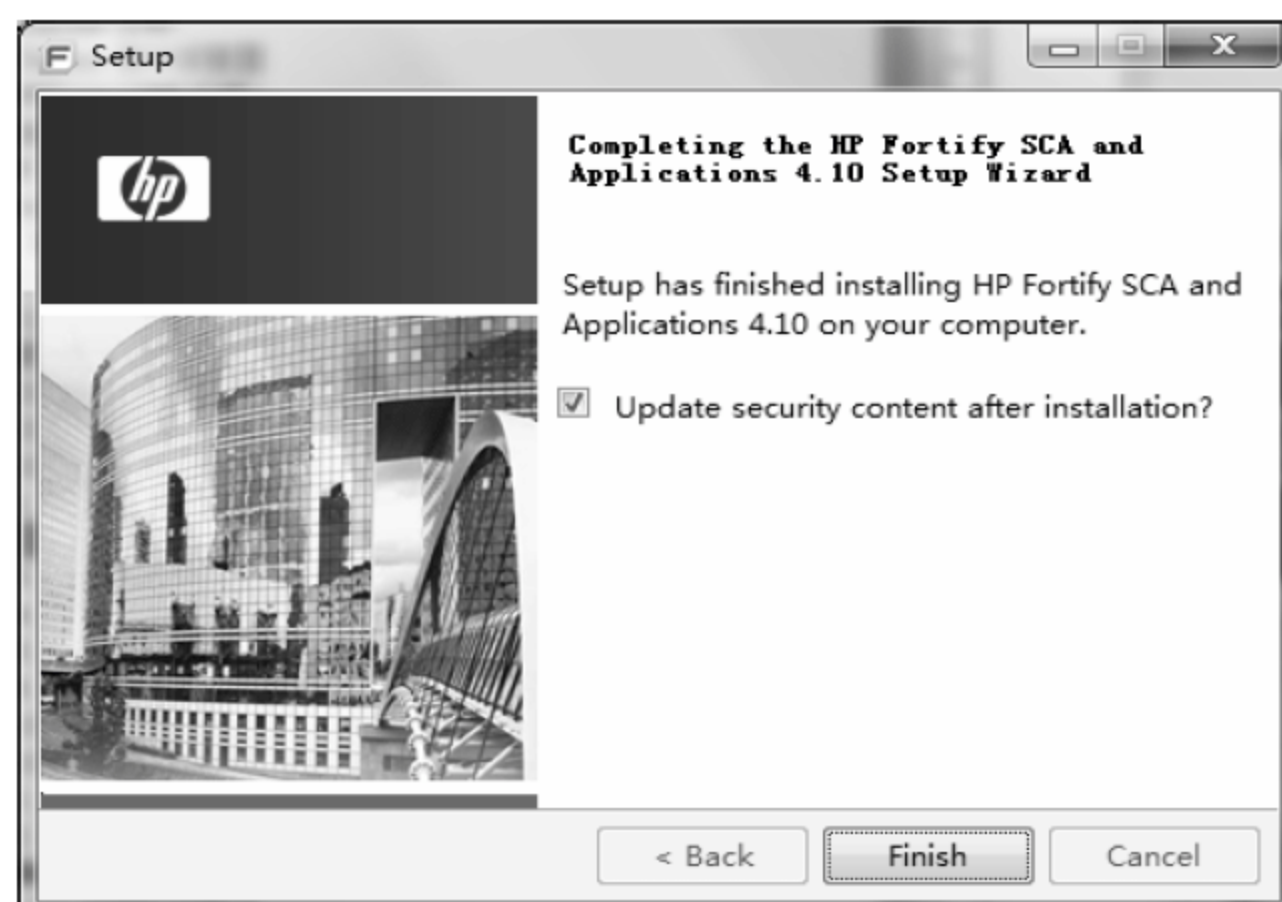 F Setup
hp
Completing the HP Fortify SCA and
Applications 4.10 Setup Wizard
Setup has finished installing HP Fortify SCA and
Applications 4.10 on your computer.
Update security content after installation?
< Back
Finish
Cancel